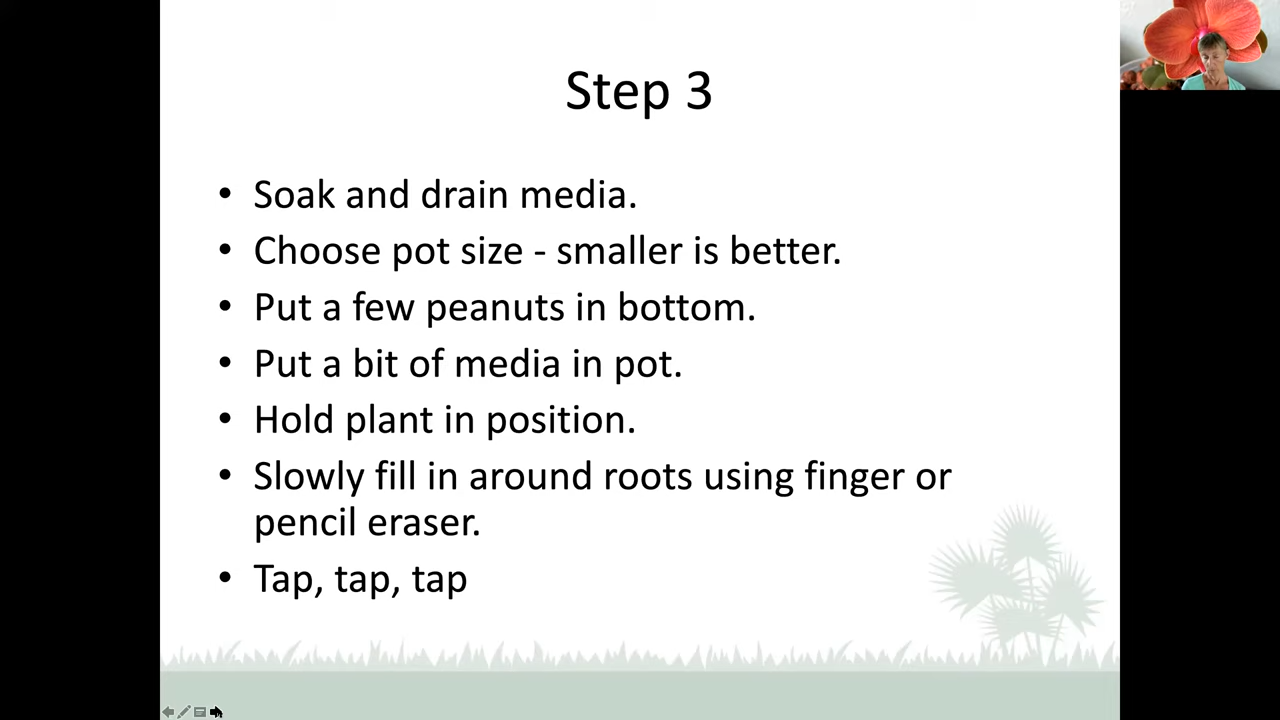 Step 3
• Soak and drain media.
• Choose pot size - smaller is better.
• Put a few peanuts in bottom.
• Put a bit of media in pot.
• Hold plant in position.
• Slowly fill in around roots using finger or
pencil eraser.
• Tap, tap, tap